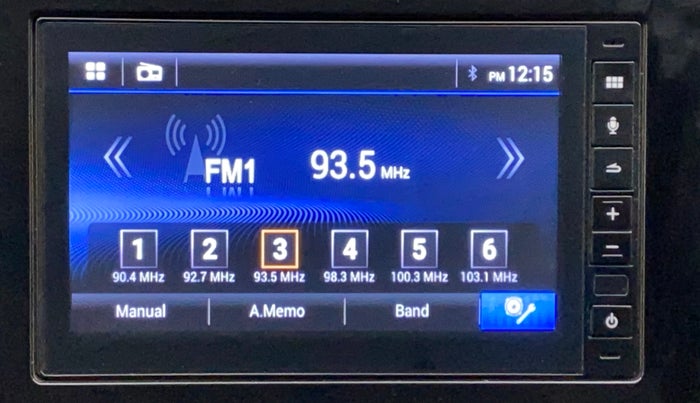 PM 12:15
FM1 93.5 MHz
1 2 3 4 5 6
90.4 MHz 92.7 MHz 93.5 MHz 98.3 MHz 100.3 MHz 103.1 MHz
Manual A.Memo Band